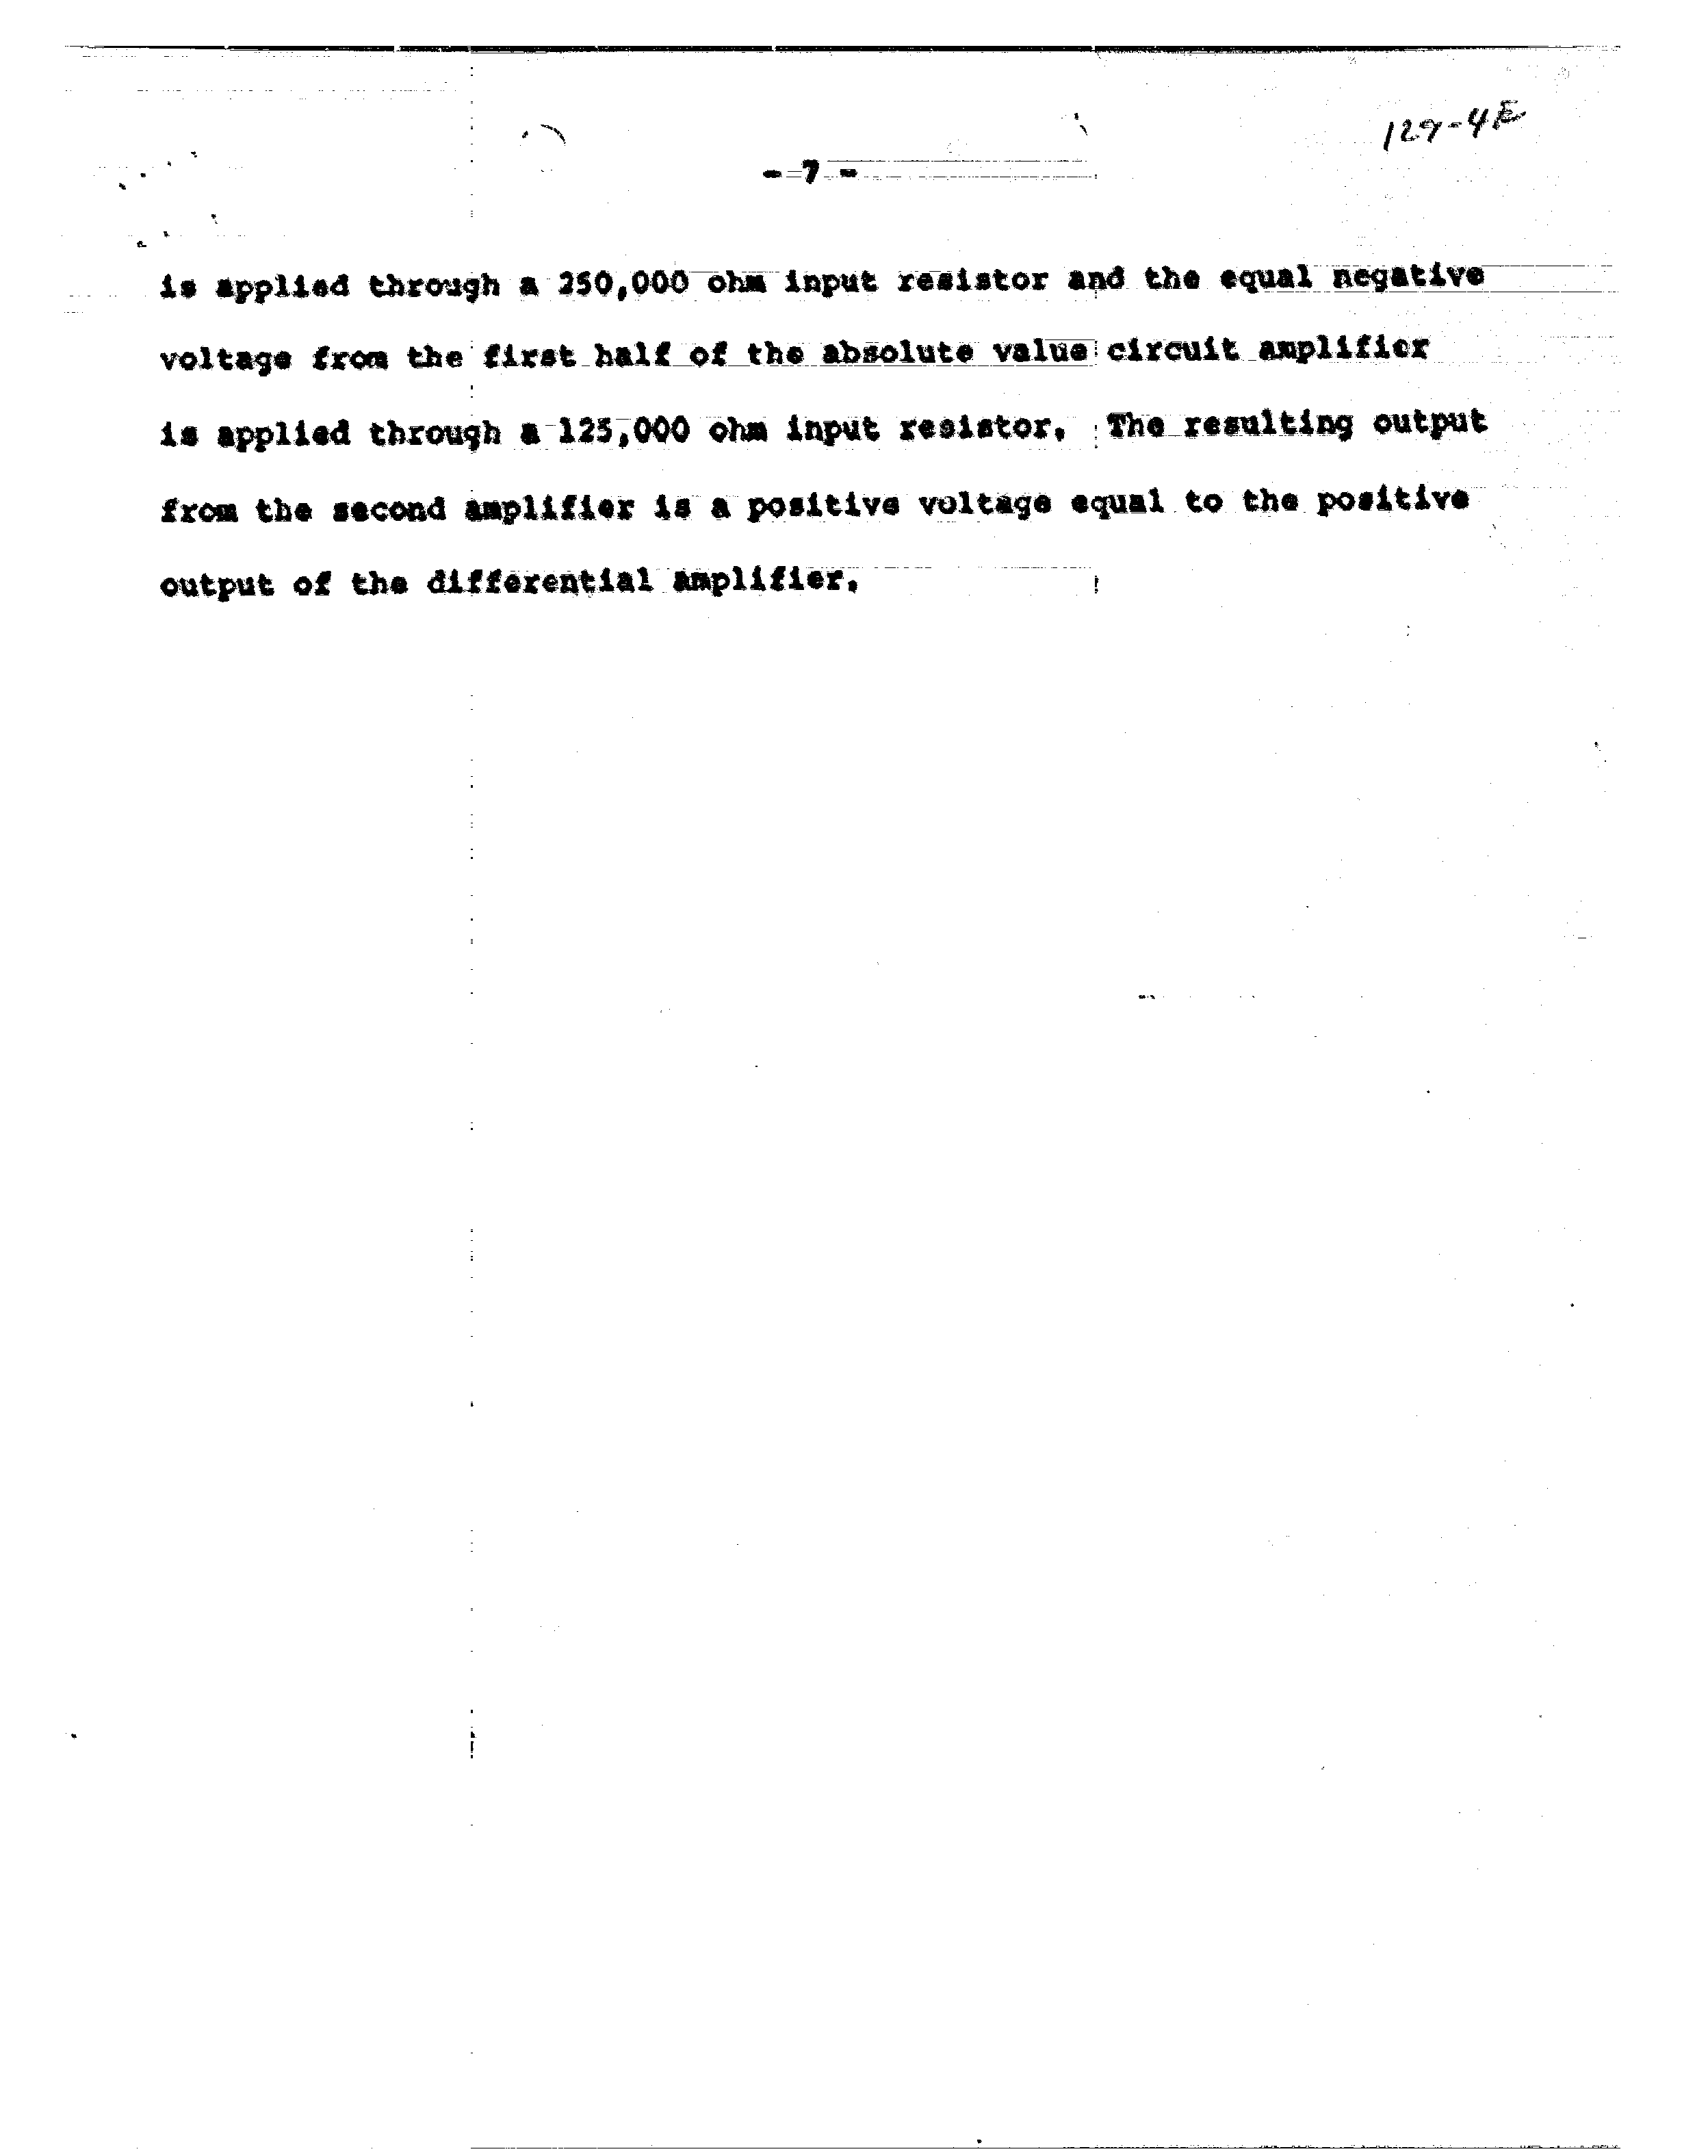 129-4E
- 7 -
is applied through a 250,000 ohm input resistor and the equal negative
voltage from the first half of the absolute value circuit amplifier
is applied through a 125,000 ohm input resistor. The resulting output
from the second amplifier is a positive voltage equal to the positive
output of the differential amplifier.